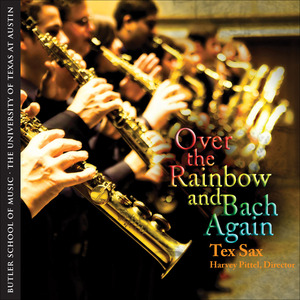 BUTLER SCHOOL OF MUSIC · THE UNIVERSITY OF TEXAS AT AUSTIN
Over
the
Rainbow
and
Bach
Again
Tex Sax
Harvey Pittel, Director